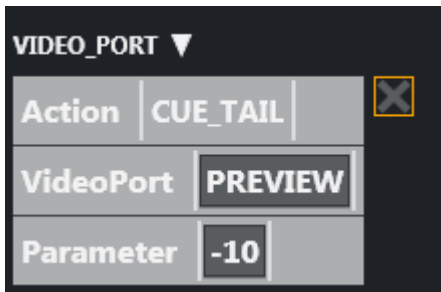 VIDEO_PORT ▼
Action CUE_TAIL
VideoPort PREVIEW
Parameter -10